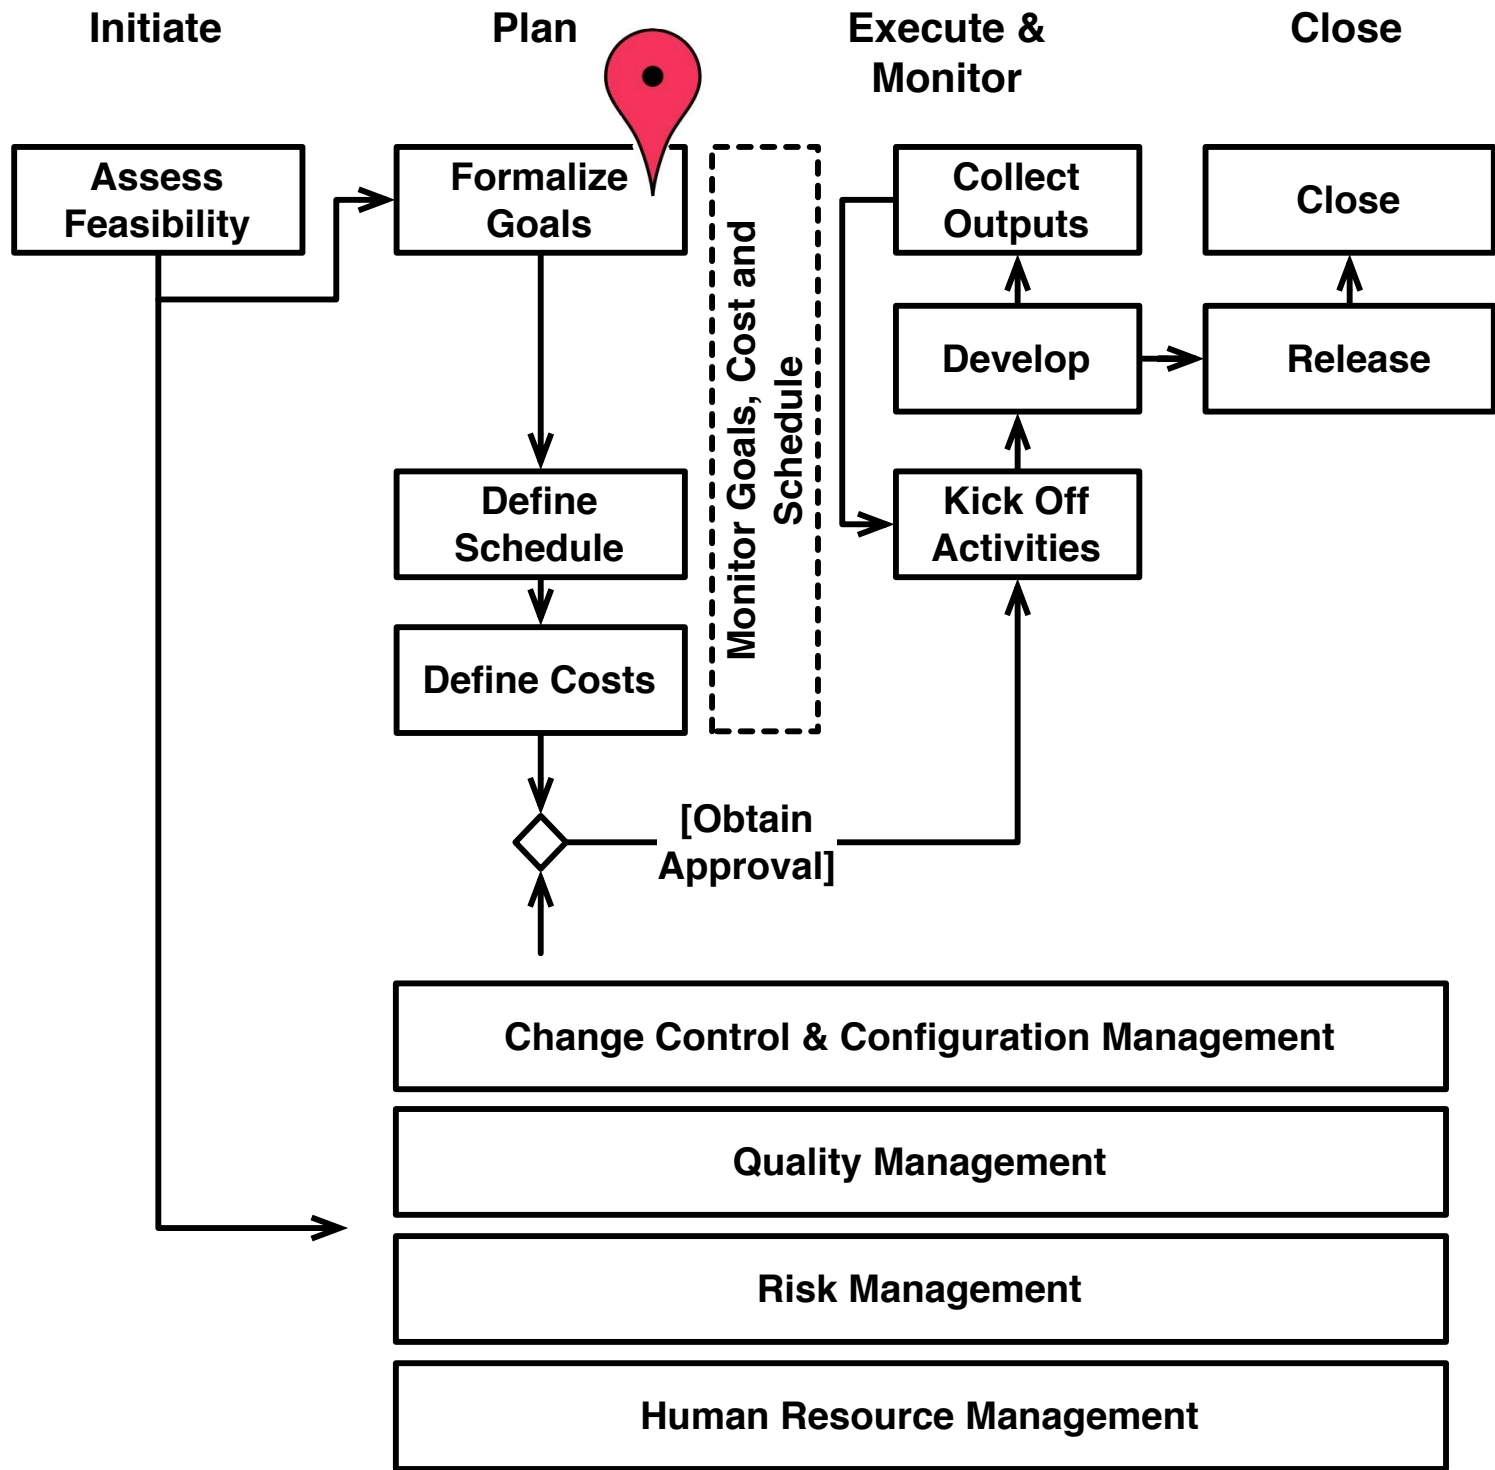 Initiate
Plan
Execute &
Monitor
Close
Assess
Feasibility
Formalize
Goals
Define
Schedule
Define Costs
[Obtain
Approval]
Monitor Goals, Cost and
Schedule
Collect
Outputs
Develop
Kick Off
Activities
Close
Release
Change Control & Configuration Management
Quality Management
Risk Management
Human Resource Management